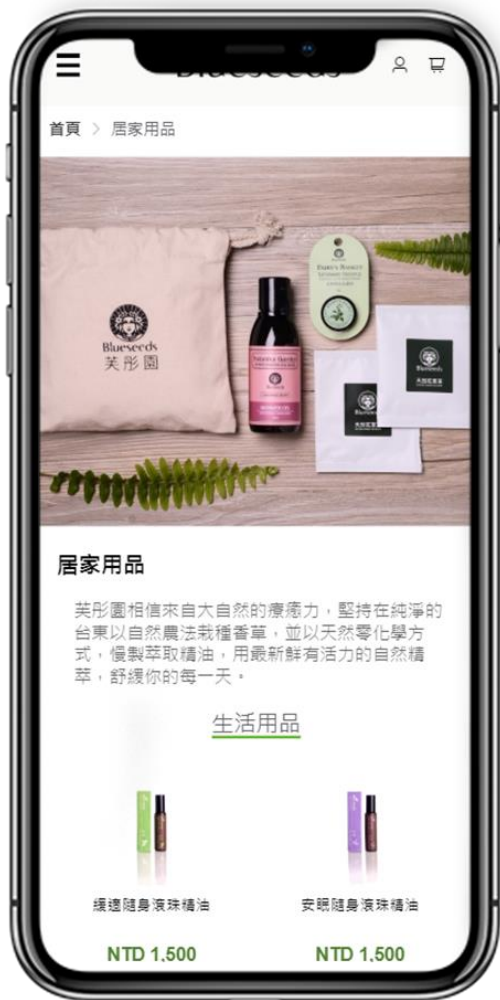 Blueseeds
首頁 > 居家用品
Blueseeds
芙彤園
居家用品
芙彤園相信來自大自然的療癒力，堅持在純淨的
台東以自然農法栽種香草，並以天然零化學方
式，慢製萃取精油，用最新鮮有活力的自然精
萃，舒緩你的每一天。
生活用品
緩適隨身滾珠精油
安眠隨身滾珠精油
NTD 1,500
NTD 1,500